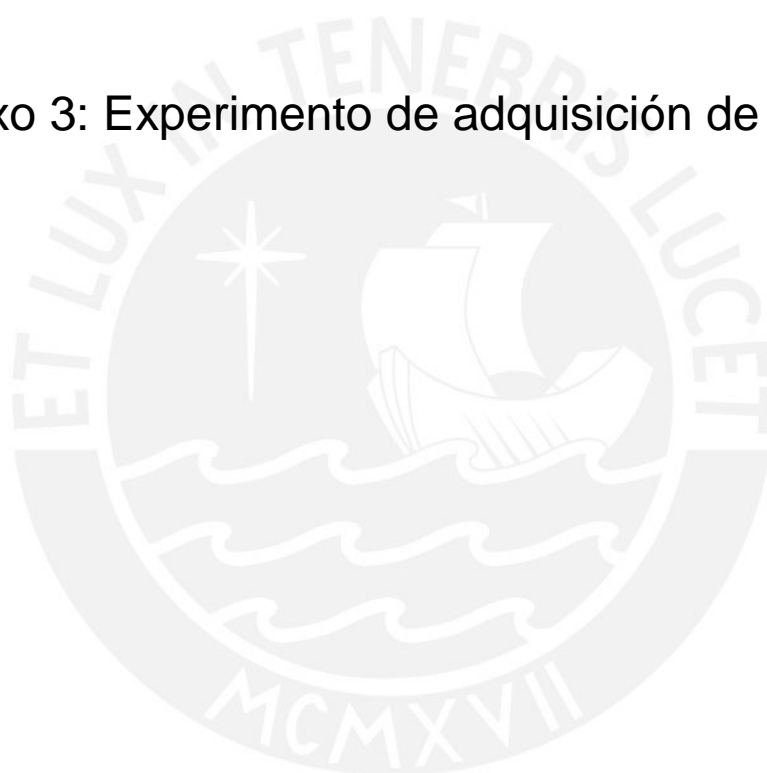 ET LUX IN TENEBRIS LUCET
xo 3: Experimento de adquisición de
MCMXVII